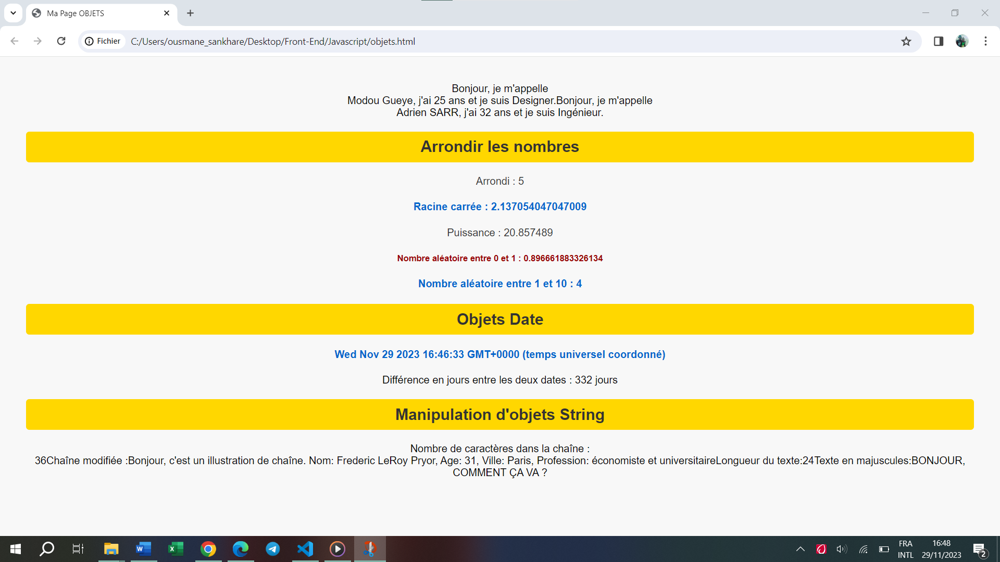 Ma Page OBJETS
Fichier
C:/Users/ousmane_sankhare/Desktop/Front-End/Javascript/objets.html
Bonjour, je m'appelle
Modou Gueye, j'ai 25 ans et je suis Designer.Bonjour, je m'appelle
Adrien SARR, j'ai 32 ans et je suis Ingénieur.
Arrondir les nombres
Arrondi : 5
Racine carrée : 2.137054047047009
Puissance : 20.857489
Nombre aléatoire entre 0 et 1 : 0.896661883326134
Nombre aléatoire entre 1 et 10 : 4
Objets Date
Wed Nov 29 2023 16:46:33 GMT+0000 (temps universel coordonné)
Différence en jours entre les deux dates : 332 jours
Manipulation d'objets String
Nombre de caractères dans la chaîne :
36Chaîne modifiée :Bonjour, c'est un illustration de chaîne. Nom: Frederic LeRoy Pryor, Age: 31, Ville: Paris, Profession: économiste et universitaireLongueur du texte:24Texte en majuscules:BONJOUR,
COMMENT ÇA VA ?
FRA
INTL
16:48
29/11/2023
2